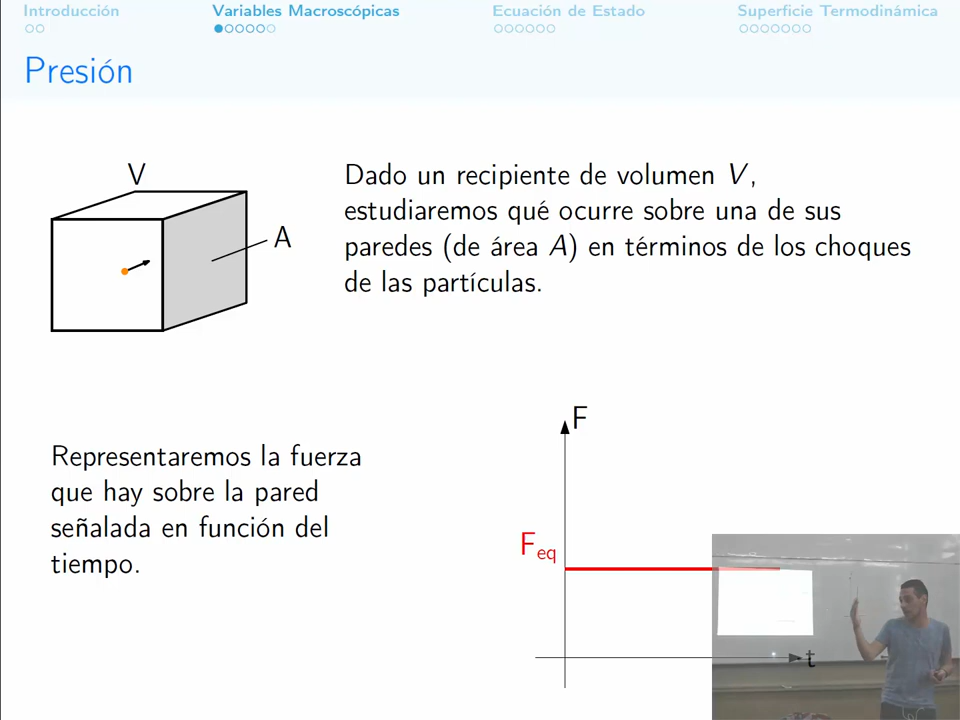 Introducción
Variables Macroscópicas
Ecuación de Estado
Superficie Termodinámica
Presión
V
A
Dado un recipiente de volumen V,
estudiaremos qué ocurre sobre una de sus
paredes (de área A) en términos de los choques
de las partículas.
Representaremos la fuerza
que hay sobre la pared
señalada en función del
tiempo.
F
F eq
t